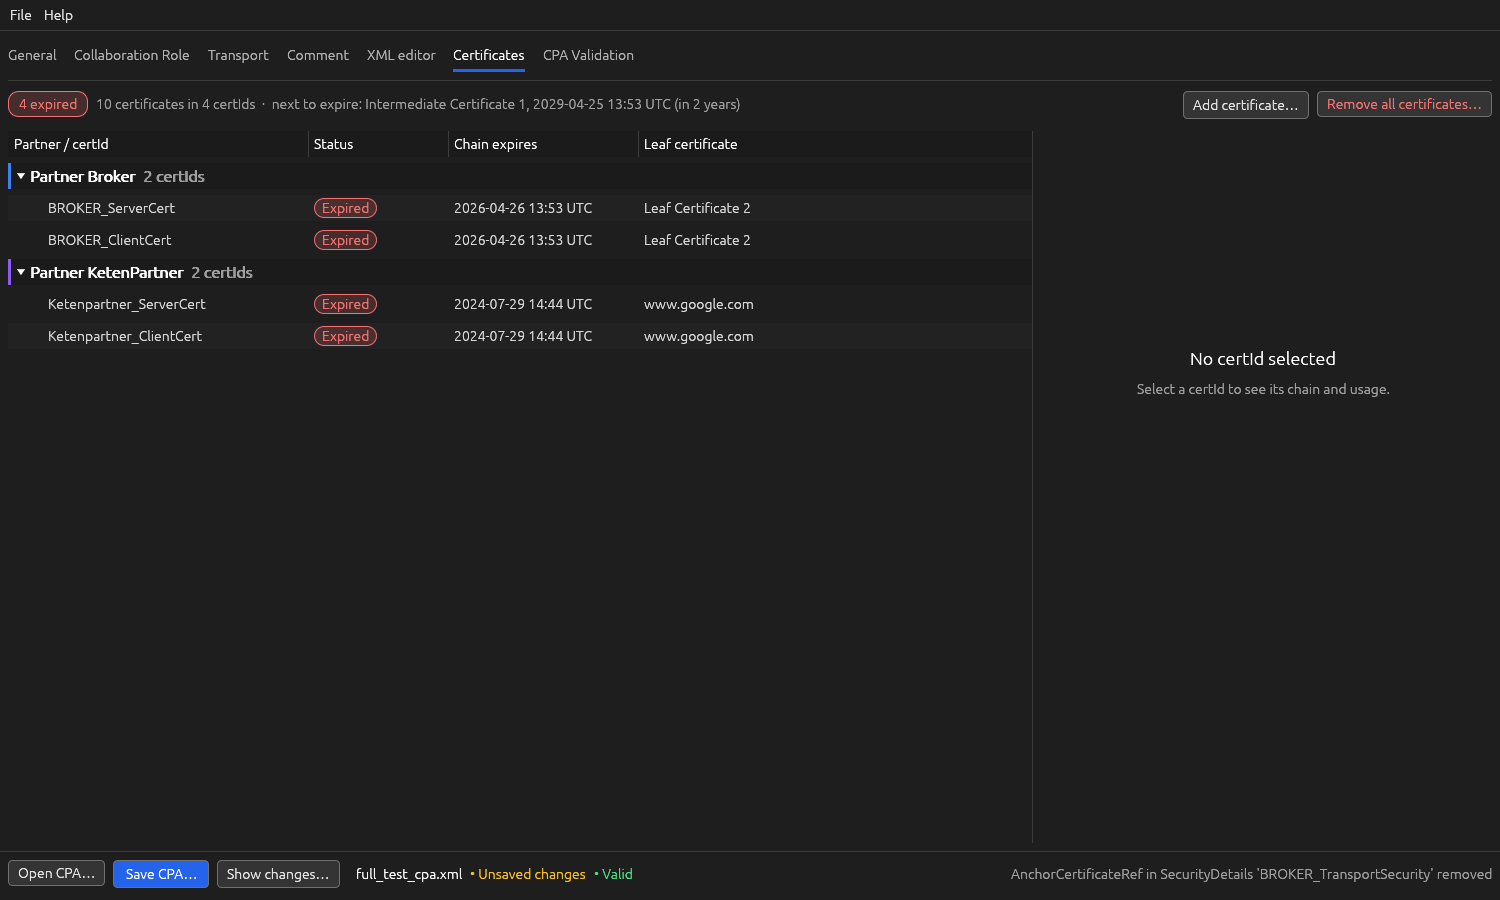 File Help
General Collaboration Role Transport Comment XML editor Certificates CPA Validation
4 expired 10 certificates in 4 certIds · next to expire: Intermediate Certificate 1, 2029-04-25 13:53 UTC (in 2 years) Add certificate... Remove all certificates...
Partner / certId Status Chain expires Leaf certificate
Partner Broker 2 certIds
BROKER_ServerCert Expired 2026-04-26 13:53 UTC Leaf Certificate 2
BROKER_ClientCert Expired 2026-04-26 13:53 UTC Leaf Certificate 2
Partner KetenPartner 2 certIds
Ketenpartner_ServerCert Expired 2024-07-29 14:44 UTC www.google.com
Ketenpartner_ClientCert Expired 2024-07-29 14:44 UTC www.google.com
No certId selected
Select a certId to see its chain and usage.
Open CPA... Save CPA... Show changes... full_test_cpa.xml • Unsaved changes • Valid AnchorCertificateRef in SecurityDetails 'BROKER_TransportSecurity' removed